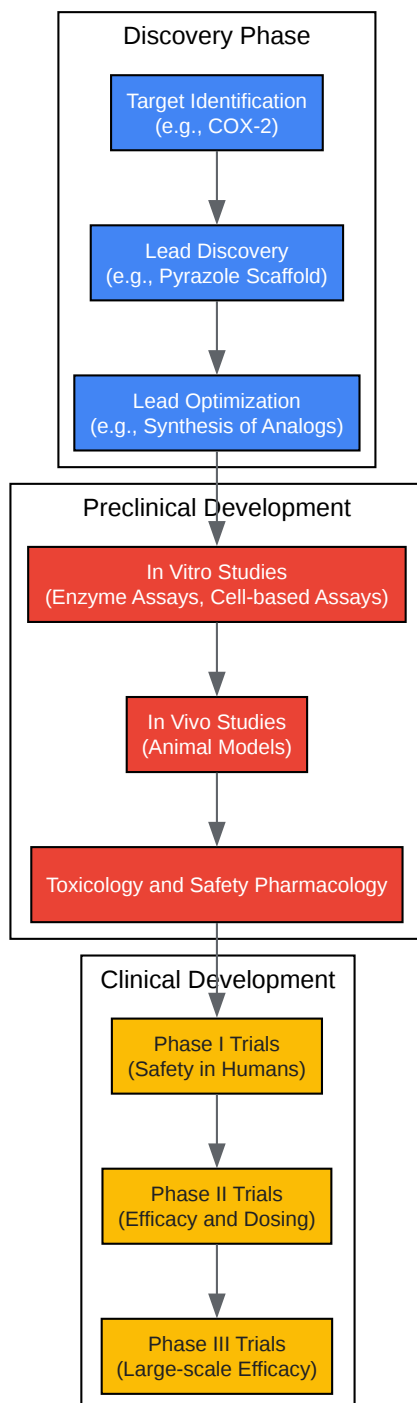 Discovery Phase
Target Identification
(e.g., COX-2)
Lead Discovery
(e.g., Pyrazole Scaffold)
Lead Optimization
(e.g., Synthesis of Analogs)
Preclinical Development
In Vitro Studies
(Enzyme Assays, Cell-based Assays)
In Vivo Studies
(Animal Models)
Toxicology and Safety Pharmacology
Clinical Development
Phase I Trials
(Safety in Humans)
Phase II Trials
(Efficacy and Dosing)
Phase III Trials
(Large-scale Efficacy)